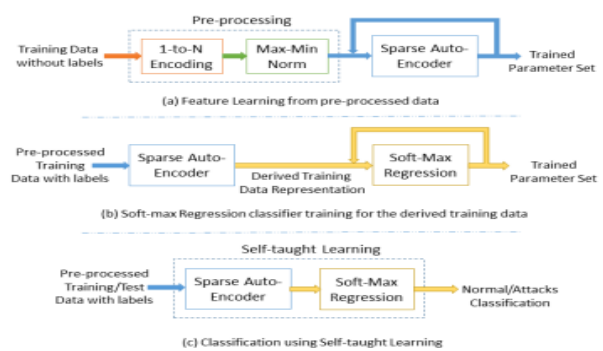 Pre-processing
Training Data
without labels
1-to-N
Encoding
Max-Min
Norm
Sparse Auto-
Encoder
Trained
Parameter Set
(a) Feature Learning from pre-processed data
Pre-processed
Training
Data with labels
Sparse Auto-
Encoder
Derived Training
Data Representation
Soft-Max
Regression
Trained
Parameter Set
(b) Soft-max Regression classifier training for the derived training data
Self-taught Learning
Pre-processed
Training/Test
Data with labels
Sparse Auto-
Encoder
Soft-Max
Regression
Normal/Attacks
Classification
(c) Classification using Self-taught Learning